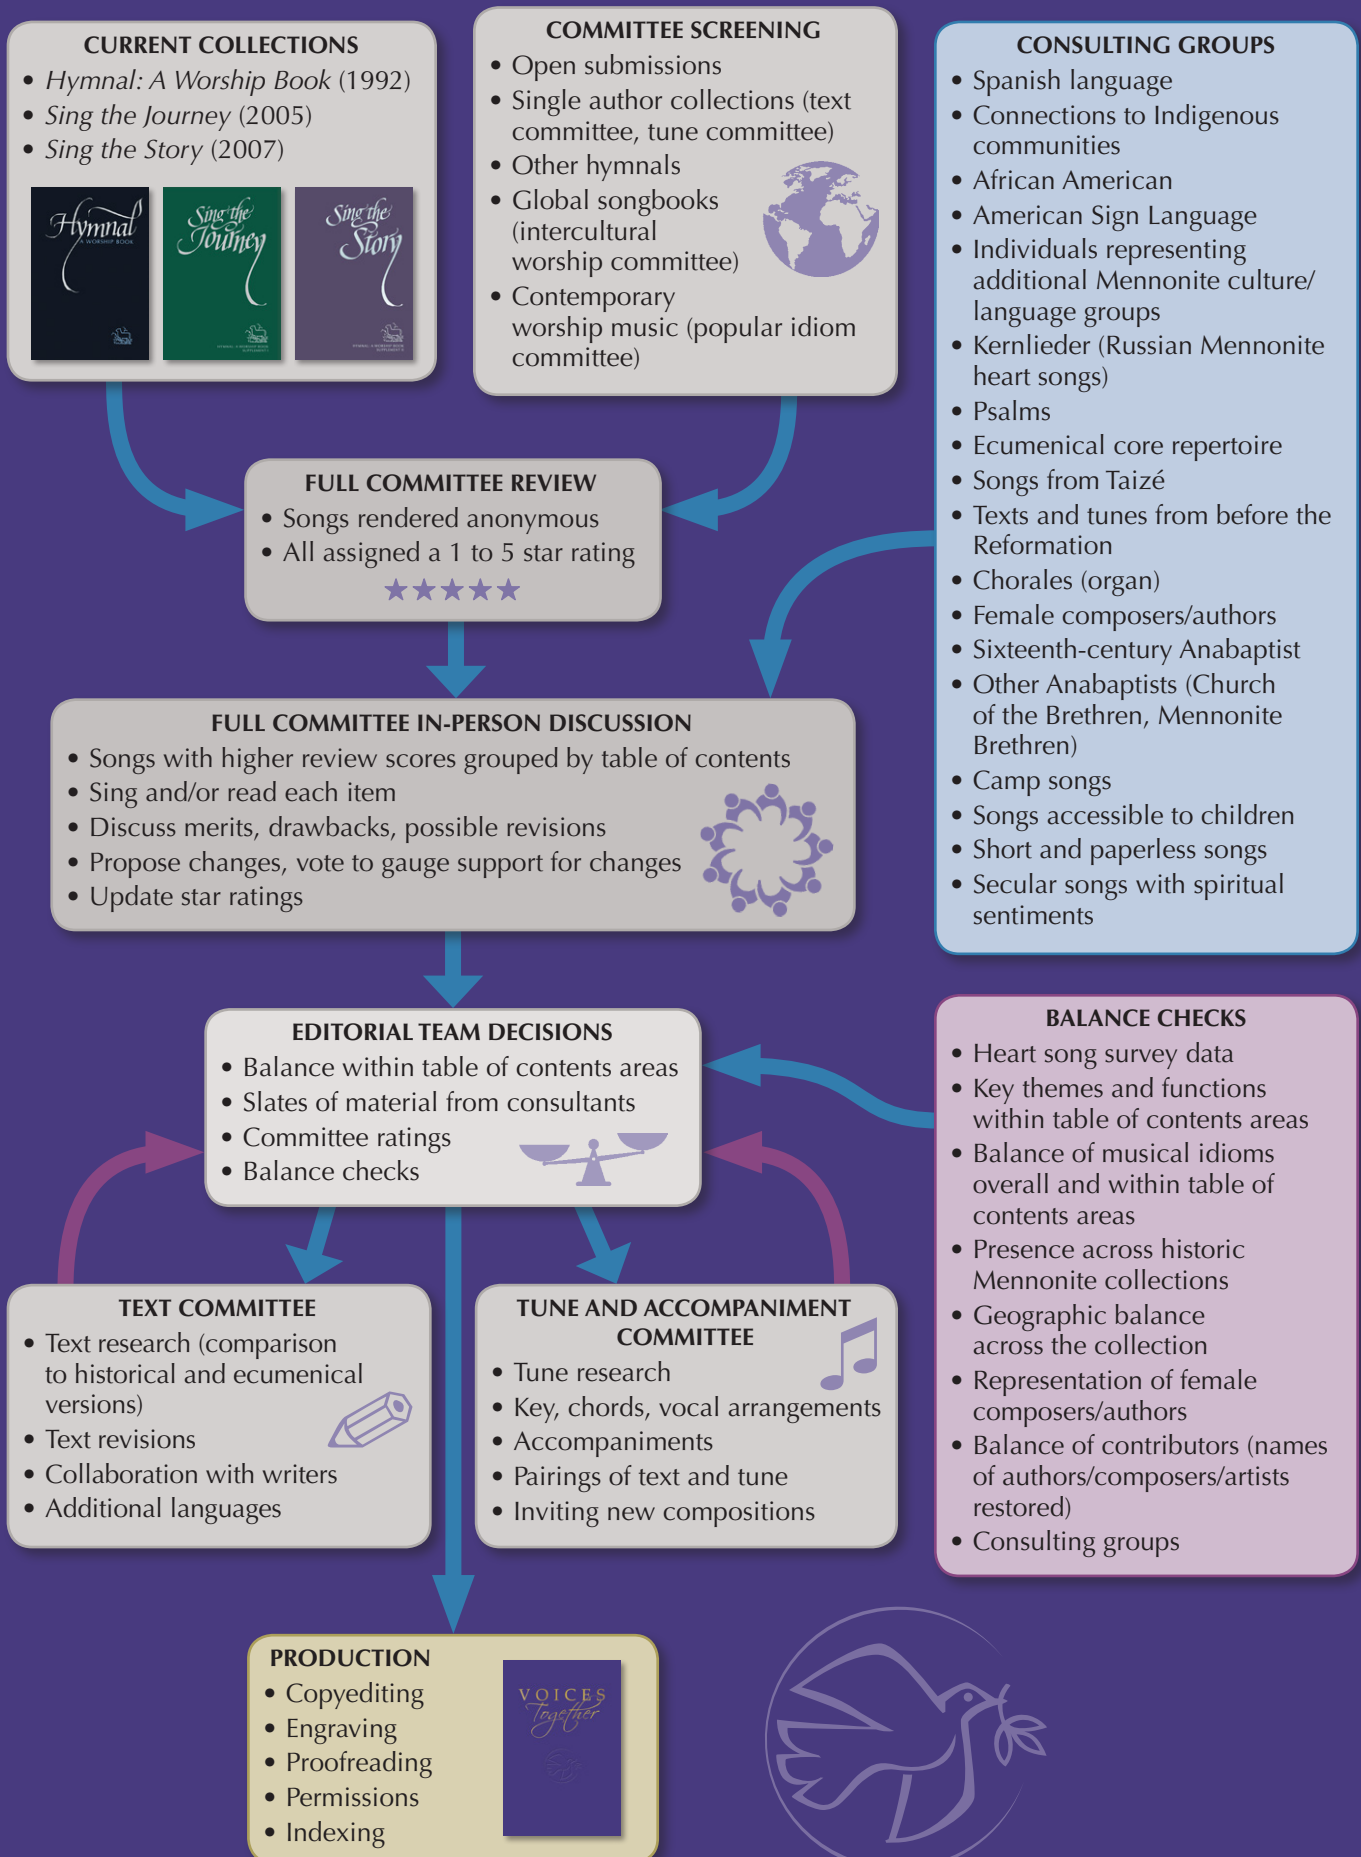 CURRENT COLLECTIONS
• Hymnal: A Worship Book (1992)
• Sing the Journey (2005)
• Sing the Story (2007)
Hymnal
A WORSHIP BOOK
Sing the
Journey
Sing the
Story
COMMITTEE SCREENING
• Open submissions
• Single author collections (text
committee, tune committee)
• Other hymnals
• Global songbooks
(intercultural
worship committee)
• Contemporary
worship music (popular idiom
committee)
CONSULTING GROUPS
• Spanish language
• Connections to Indigenous
communities
• African American
• American Sign Language
• Individuals representing
additional Mennonite culture/
language groups
• Kernlieder (Russian Mennonite
heart songs)
• Psalms
• Ecumenical core repertoire
• Songs from Taizé
• Texts and tunes from before the
Reformation
• Chorales (organ)
• Female composers/authors
• Sixteenth-century Anabaptist
• Other Anabaptists (Church
of the Brethren, Mennonite
Brethren)
• Camp songs
• Songs accessible to children
• Short and paperless songs
• Secular songs with spiritual
sentiments
FULL COMMITTEE REVIEW
• Songs rendered anonymous
• All assigned a 1 to 5 star rating
FULL COMMITTEE IN-PERSON DISCUSSION
• Songs with higher review scores grouped by table of contents
• Sing and/or read each item
• Discuss merits, drawbacks, possible revisions
• Propose changes, vote to gauge support for changes
• Update star ratings
EDITORIAL TEAM DECISIONS
• Balance within table of contents areas
• Slates of material from consultants
• Committee ratings
• Balance checks
BALANCE CHECKS
• Heart song survey data
• Key themes and functions
within table of contents areas
• Balance of musical idioms
overall and within table of
contents areas
• Presence across historic
Mennonite collections
• Geographic balance
across the collection
• Representation of female
composers/authors
• Balance of contributors (names
of authors/composers/artists
restored)
• Consulting groups
TEXT COMMITTEE
• Text research (comparison
to historical and ecumenical
versions)
• Text revisions
• Collaboration with writers
• Additional languages
TUNE AND ACCOMPANIMENT
COMMITTEE
• Tune research
• Key, chords, vocal arrangements
• Accompaniments
• Pairings of text and tune
• Inviting new compositions
PRODUCTION
• Copyediting
• Engraving
• Proofreading
• Permissions
• Indexing
VOICES
Together